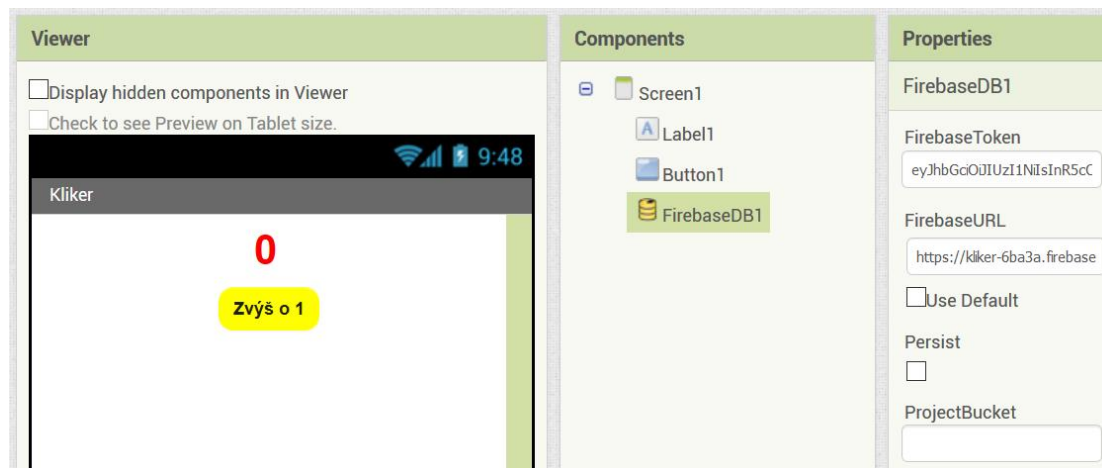 Viewer
Display hidden components in Viewer
Check to see Preview on Tablet size.
9:48
Kliker
0
Zvýš o 1
Components
Screen1
Label1
Button1
FirebaseDB1
Properties
FirebaseDB1
FirebaseToken
eyJhbGciOiJIUzI1NiIsInR5cC
FirebaseURL
https://kliker-6ba3a.firebase
Use Default
Persist
ProjectBucket